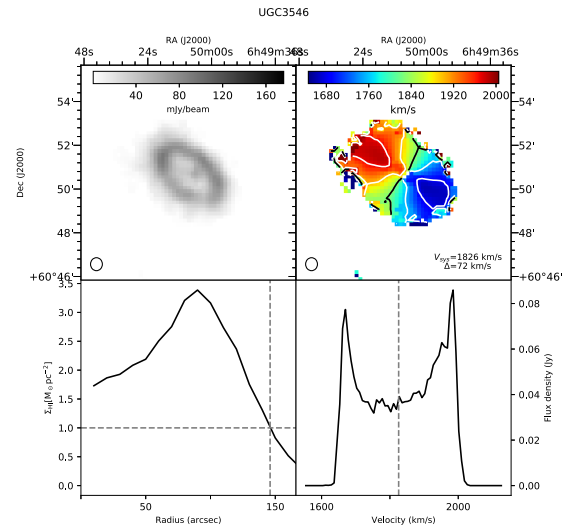 UGC3546
RA (J2000)
RA (J2000)
48s 24s 50m00s 6h49m36s
48s 24s 50m00s 6h49m36s
40 80 120 160
mJy/beam
1680 1760 1840 1920 2000
km/s
Dec (J2000)
54'
52'
50'
48'
+60°46'
54'
52'
50'
48'
+60°46'
V_sys=1826 km/s
Δ=72 km/s
Σ_HI[M_⊙pc⁻²]
3.5
3.0
2.5
2.0
1.5
1.0
0.5
0.0
50 150
Radius (arcsec)
0.08
0.06
0.04
0.02
0.00
Flux density (Jy)
1600 2000
Velocity (km/s)